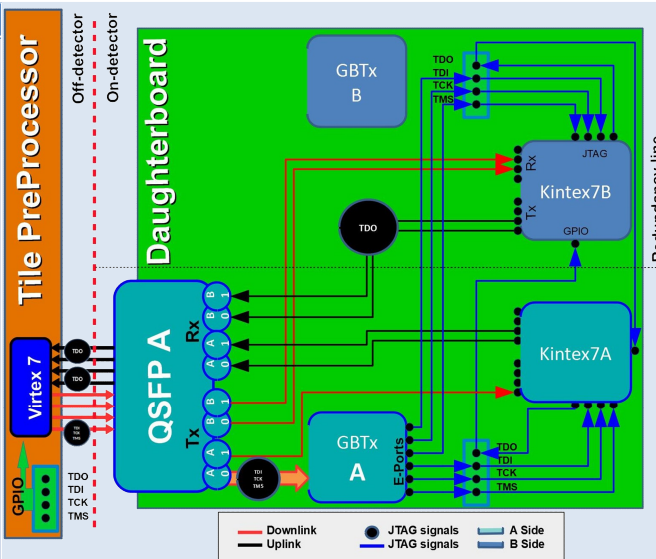 Tile PreProcessor
Off-detector
On-detector
Daughterboard
GBTx
B
TDO
TDI
TCK
TMS
JTAG
Rx
Kintex7B
Tx
GPIO
TDO
Redundancy line
QSFP A
B 1
B 0
Rx
A 1
A 0
B 1
B 0
Tx
A 1
A 0
Virtex 7
TDO
TDO
TDI
TCK
TMS
GPIO
TDO
TDI
TCK
TMS
TDI
TCK
TMS
GBTx
A
E-Ports
Kintex7A
TDO
TDI
TCK
TMS
Downlink
Uplink
JTAG signals
JTAG signals
A Side
B Side